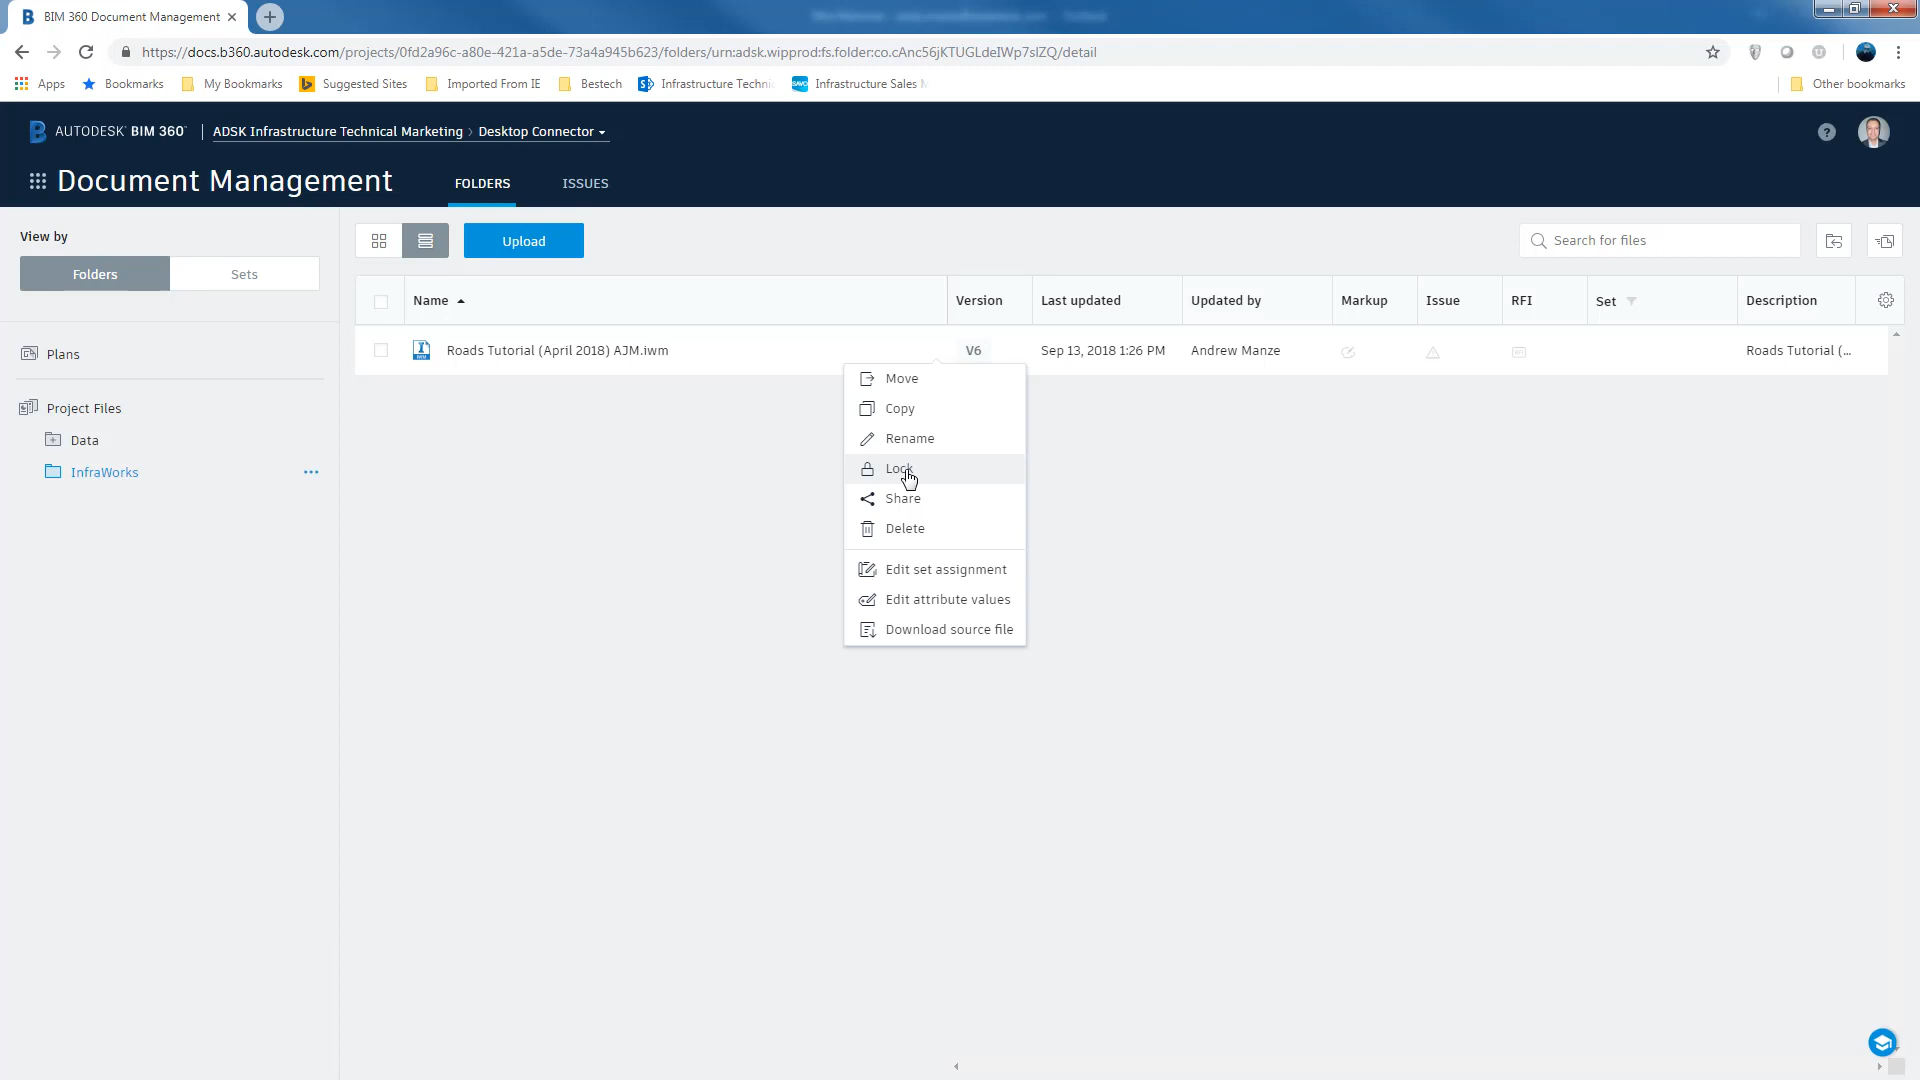 BIM 360 Document Management
https://docs.b360.autodesk.com/projects/0fd2a96c-a80e-421a-a5de-73a4a945b623/folders/urn:adsk.wipprod:fs.folder:co.cAnc56jKTUGLdeIWp7slZQ/detail
Apps Bookmarks My Bookmarks Suggested Sites Imported From IE Bestech Infrastructure Techni Infrastructure Sales M Other bookmarks
AUTODESK BIM 360 ADSK Infrastructure Technical Marketing > Desktop Connector
Document Management FOLDERS ISSUES
View by
Folders Sets
Upload
Search for files
Name Version Last updated Updated by Markup Issue RFI Set Description
Roads Tutorial (April 2018) AJM.iwm V6 Sep 13, 2018 1:26 PM Andrew Manze Roads Tutorial (...
Plans
Project Files
Data
InfraWorks
Move
Copy
Rename
Lock
Share
Delete
Edit set assignment
Edit attribute values
Download source file